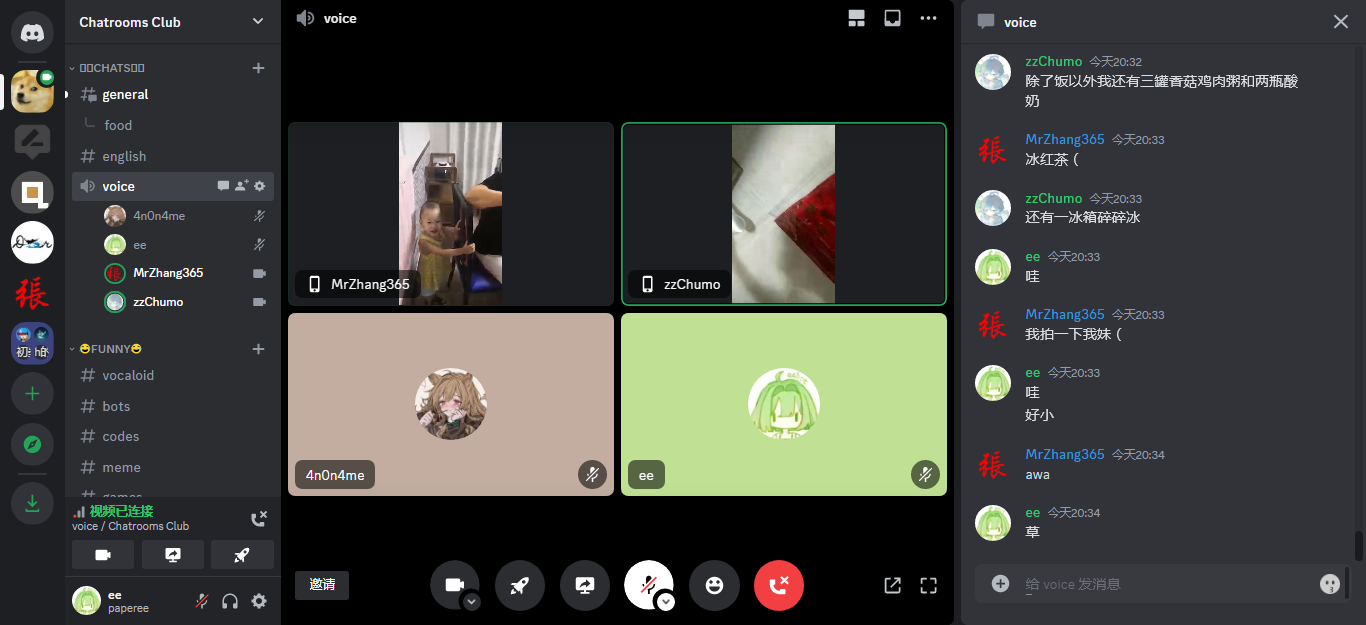 Chatrooms Club
CHATS
general
food
english
voice
4n0n4me
ee
MrZhang365
zzChumo
FUNNY
vocaloid
bots
codes
meme
games
视频已连接
voice / Chatrooms Club
ee
paperee
張
voice
MrZhang365
zzChumo
4n0n4me
ee
邀请
voice
zzChumo 今天20:32
除了饭以外我还有三罐香菇鸡肉粥和两瓶酸
奶
張
MrZhang365 今天20:33
冰红茶（
zzChumo 今天20:33
还有一冰箱碎碎冰
ee 今天20:33
哇
張
MrZhang365 今天20:33
我拍一下我妹（
ee 今天20:33
哇
好小
張
MrZhang365 今天20:34
awa
ee 今天20:34
草
给 voice 发消息